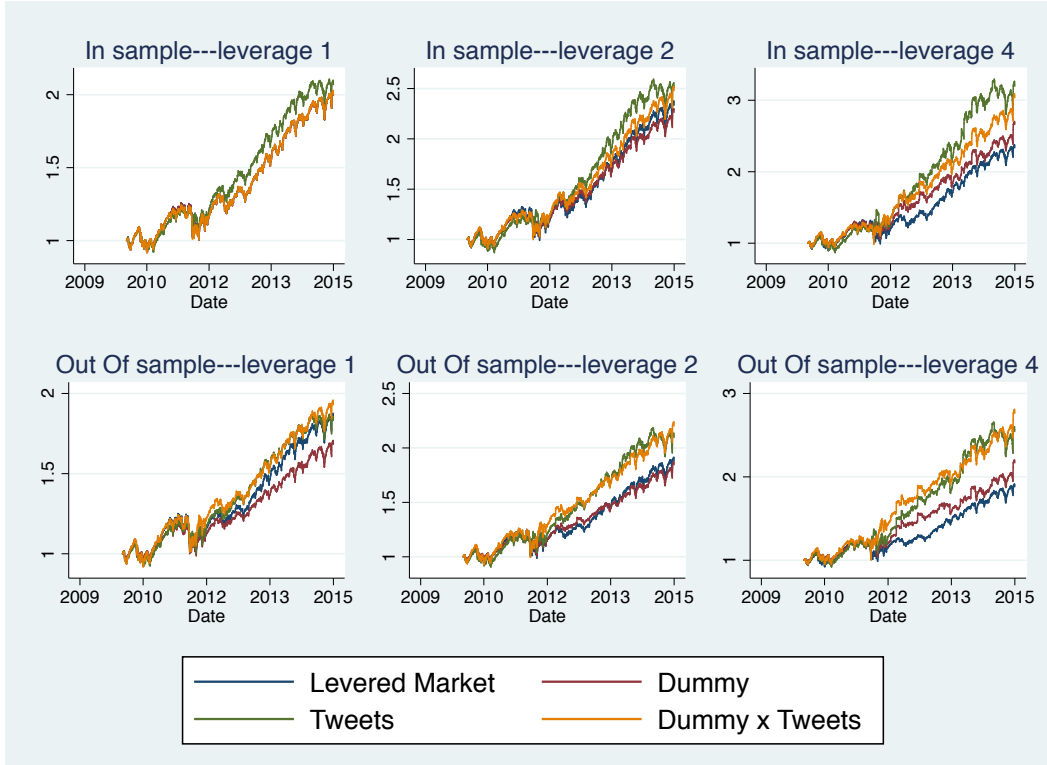 In sample---leverage 1
2
1.5
1
2009 2010 2012 2013 2015
Date
In sample---leverage 2
2.5
2
1.5
1
2009 2010 2012 2013 2015
Date
In sample---leverage 4
3
2
1
2009 2010 2012 2013 2015
Date
Out Of sample---leverage 1
2
1.5
1
2009 2010 2012 2013 2015
Date
Out Of sample---leverage 2
2.5
2
1.5
1
2009 2010 2012 2013 2015
Date
Out Of sample---leverage 4
3
2
1
2009 2010 2012 2013 2015
Date
Levered Market Dummy
Tweets Dummy x Tweets